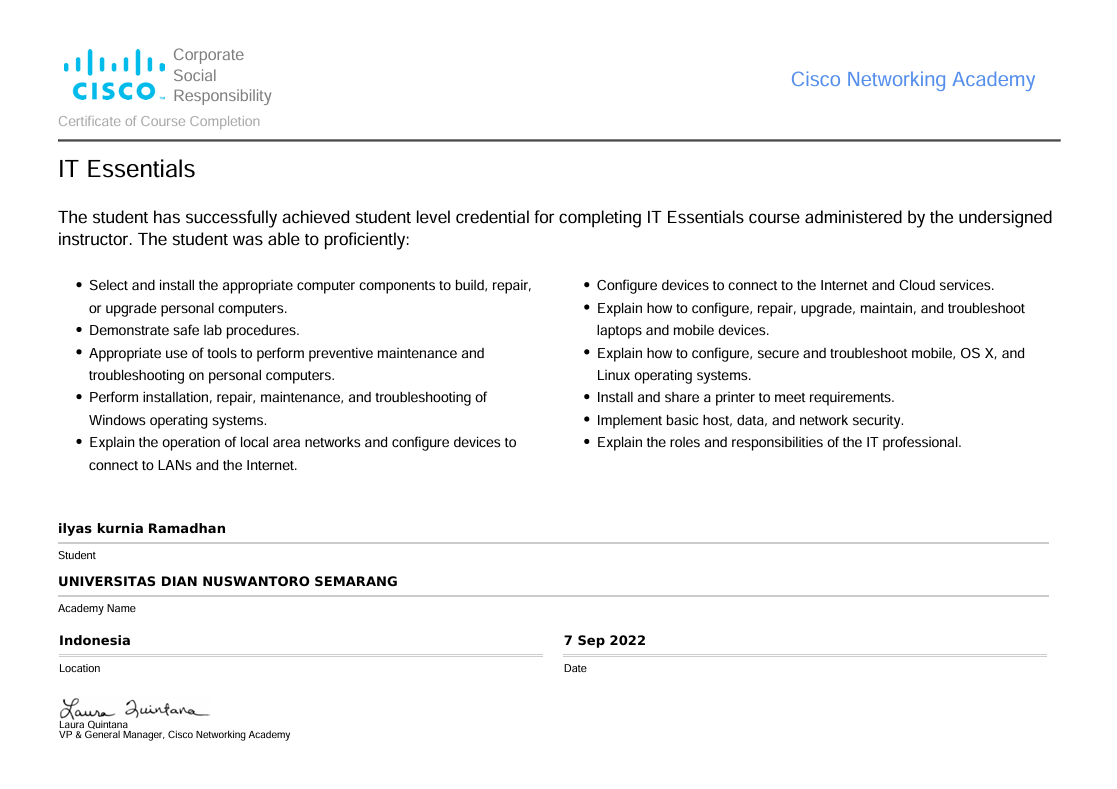 Corporate
Social
Responsibility
CISCO™
Cisco Networking Academy
Certificate of Course Completion
IT Essentials
The student has successfully achieved student level credential for completing IT Essentials course administered by the undersigned
instructor. The student was able to proficiently:
• Select and install the appropriate computer components to build, repair,
or upgrade personal computers.
• Demonstrate safe lab procedures.
• Appropriate use of tools to perform preventive maintenance and
troubleshooting on personal computers.
• Perform installation, repair, maintenance, and troubleshooting of
Windows operating systems.
• Explain the operation of local area networks and configure devices to
connect to LANs and the Internet.
• Configure devices to connect to the Internet and Cloud services.
• Explain how to configure, repair, upgrade, maintain, and troubleshoot
laptops and mobile devices.
• Explain how to configure, secure and troubleshoot mobile, OS X, and
Linux operating systems.
• Install and share a printer to meet requirements.
• Implement basic host, data, and network security.
• Explain the roles and responsibilities of the IT professional.
ilyas kurnia Ramadhan
Student
UNIVERSITAS DIAN NUSWANTORO SEMARANG
Academy Name
Indonesia
Location
7 Sep 2022
Date
Laura Quintana
Laura Quintana
VP & General Manager, Cisco Networking Academy